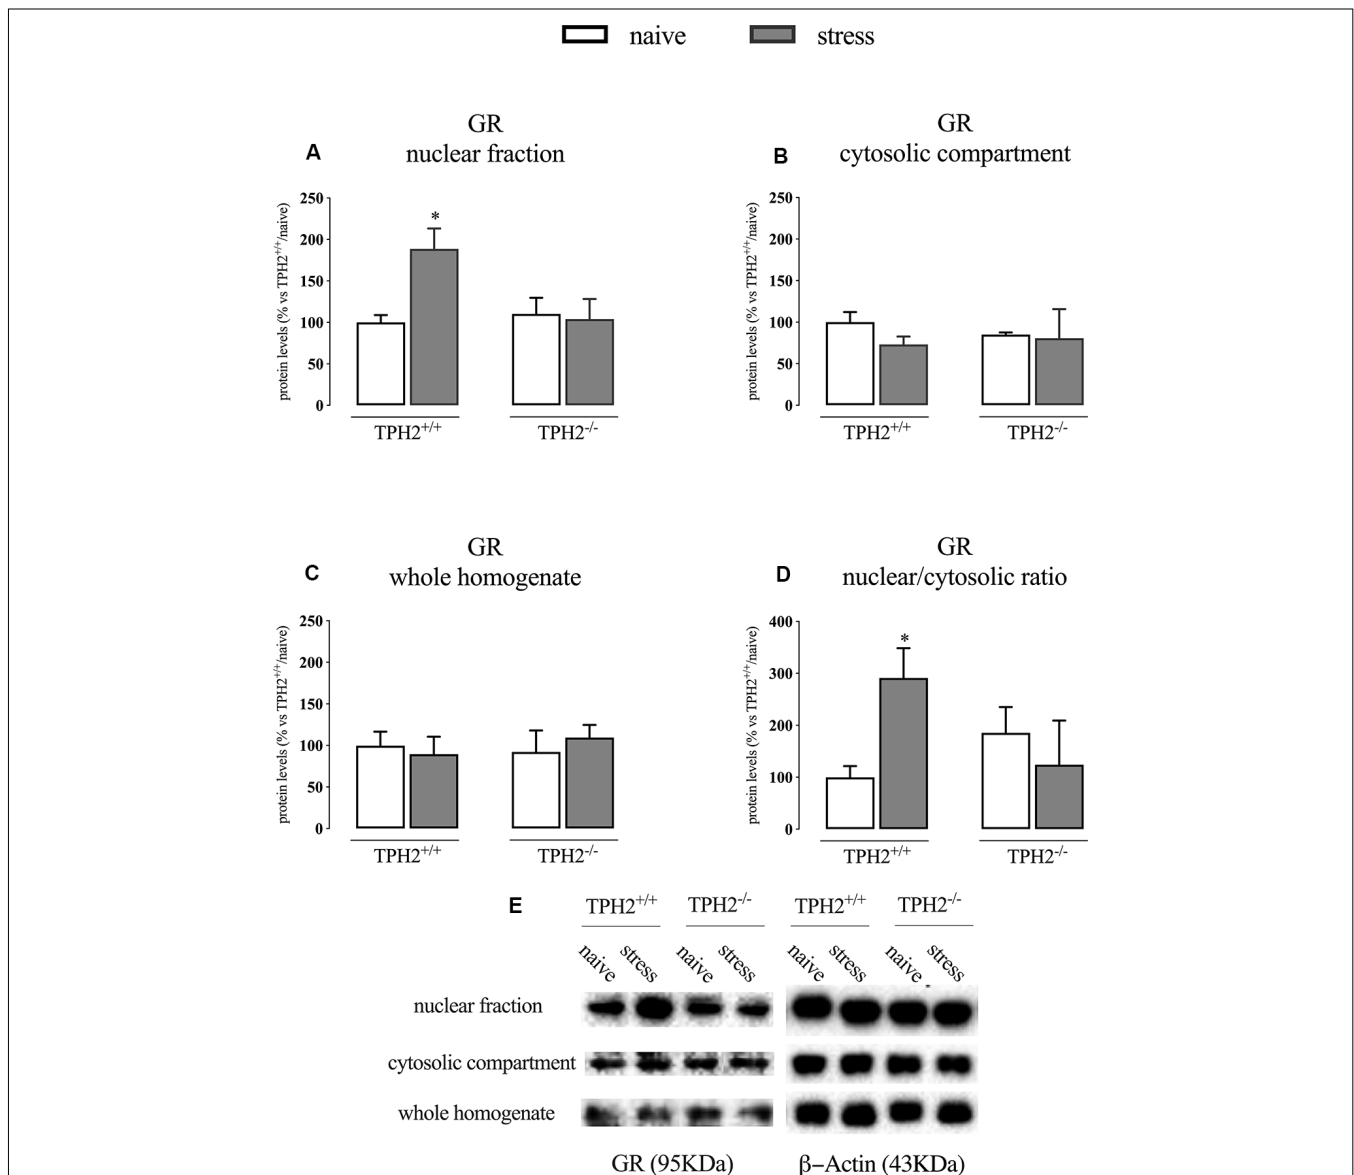 naive stress
GR
A nuclear fraction
protein levels (% vs TPH2+/+/naive)
250
200
150
100
50
0
*
TPH2+/+ TPH2-/-
GR
B cytosolic compartment
protein levels (% vs TPH2+/+/naive)
250
200
150
100
50
0
TPH2+/+ TPH2-/-
GR
C whole homogenate
protein levels (% vs TPH2+/+/naive)
250
200
150
100
50
0
TPH2+/+ TPH2-/-
GR
D nuclear/cytosolic ratio
protein levels (% vs TPH2+/+/naive)
400
300
200
100
0
*
TPH2+/+ TPH2-/-
E TPH2+/+ TPH2-/- TPH2+/+ TPH2-/-
naive stress naive stress naive stress naive stress
nuclear fraction
cytosolic compartment
whole homogenate
GR (95KDa) β–Actin (43KDa)